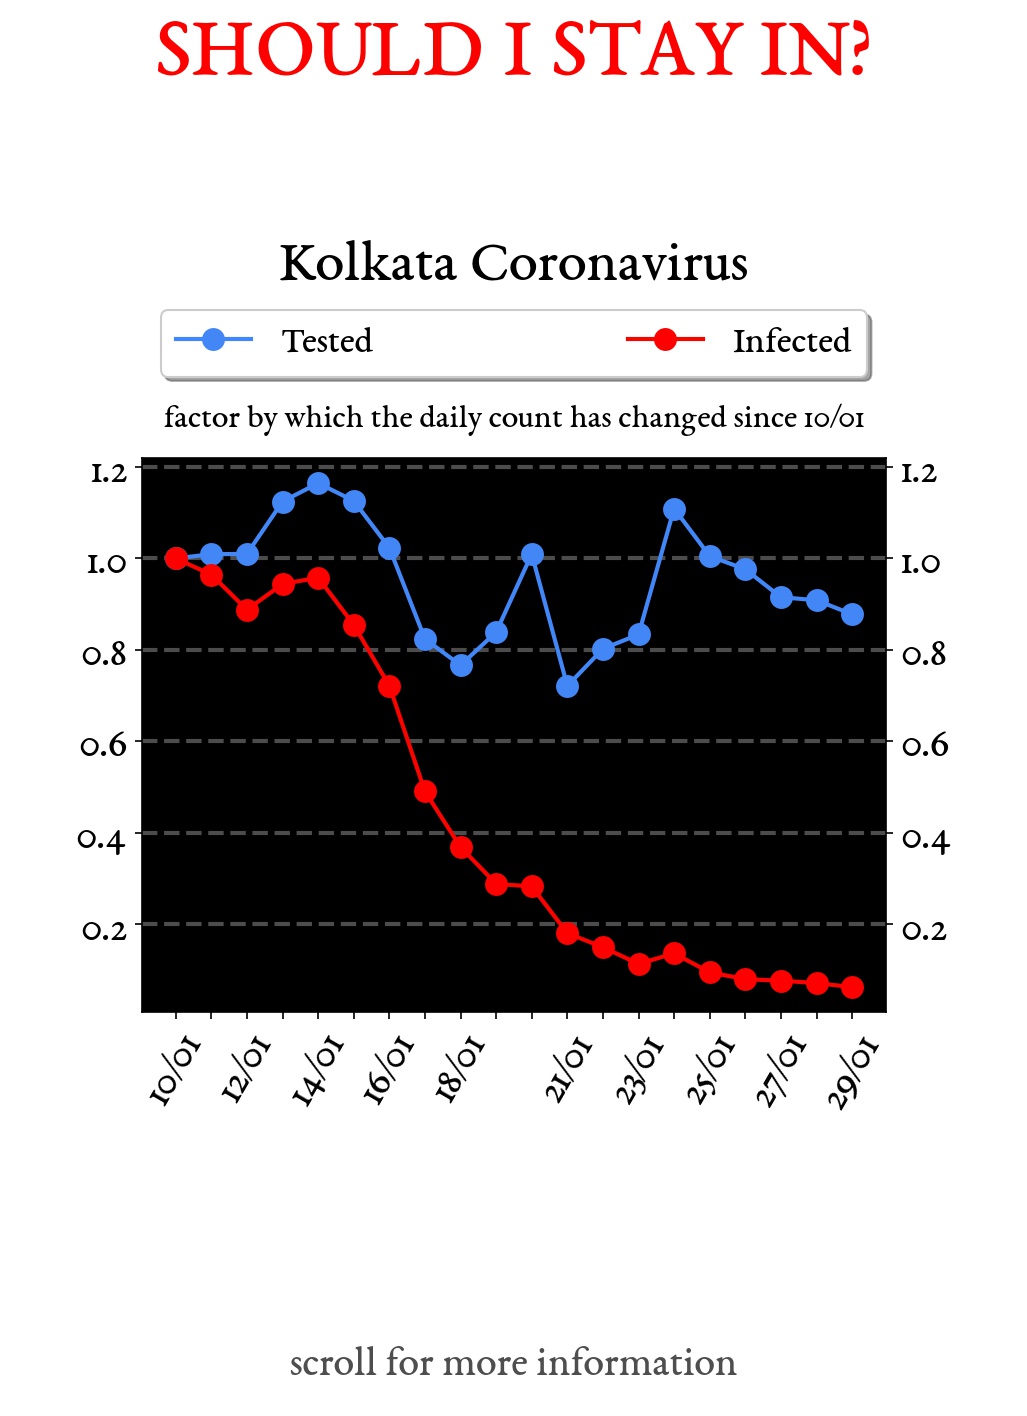 SHOULD I STAY IN?
Kolkata Coronavirus
Tested Infected
factor by which the daily count has changed since 10/01
1.2 1.2
1.0 1.0
0.8 0.8
0.6 0.6
0.4 0.4
0.2 0.2
10/01 12/01 14/01 16/01 18/01 21/01 23/01 25/01 27/01 29/01
scroll for more information